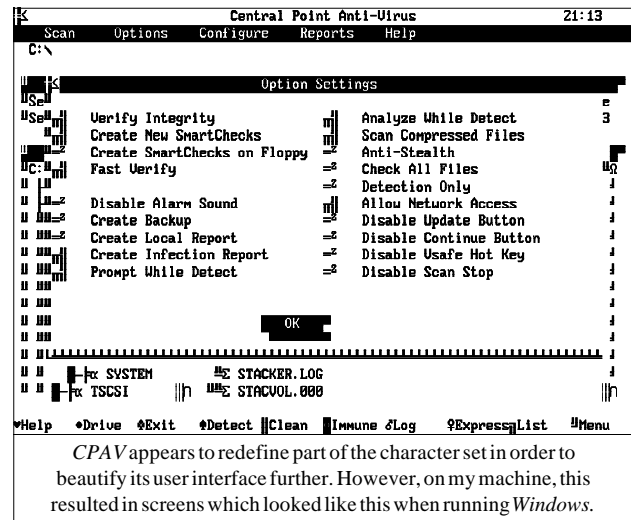 Central Point Anti-Virus 21:13
Scan Options Configure Reports Help
C:\
Option Settings
Se e
Se Verify Integrity Analyze While Detect 3
Create New SmartChecks Scan Compressed Files
Create SmartChecks on Floppy Anti-Stealth
C: Fast Verify Check All Files
Detection Only
Disable Alarm Sound Allow Network Access
Create Backup Disable Update Button
Create Local Report Disable Continue Button
Create Infection Report Disable Vsafe Hot Key
Prompt While Detect Disable Scan Stop
OK
SYSTEM STACKER.LOG
TSCSI STACVOL.000
Help Drive Exit Detect Clean Immune Log Express List Menu
CPAV appears to redefine part of the character set in order to
beautify its user interface further. However, on my machine, this
resulted in screens which looked like this when running Windows.